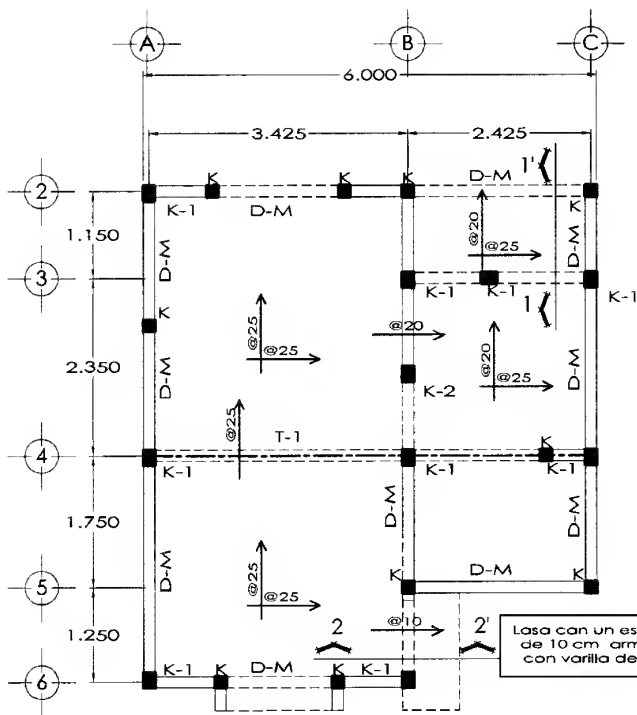 A B C
6.000
3.425 2.425
K K K D-M 1'
2 K-1 D-M K
1.150 D-M @20 @25 D-M
3 K-1 K-1 K-1
K @25 @25 @20 1
2.350 D-M @20 @25 D-M
K-2
@25 T-1 K
4 K-1 K-1 K-1
1.750 D-M D-M D-M
@25 @25 K D-M K
5
1.250 2 @10 2'
K-1 K D-M K K-1
6
Lasa can un es
de 10 cm arm
con varilla de